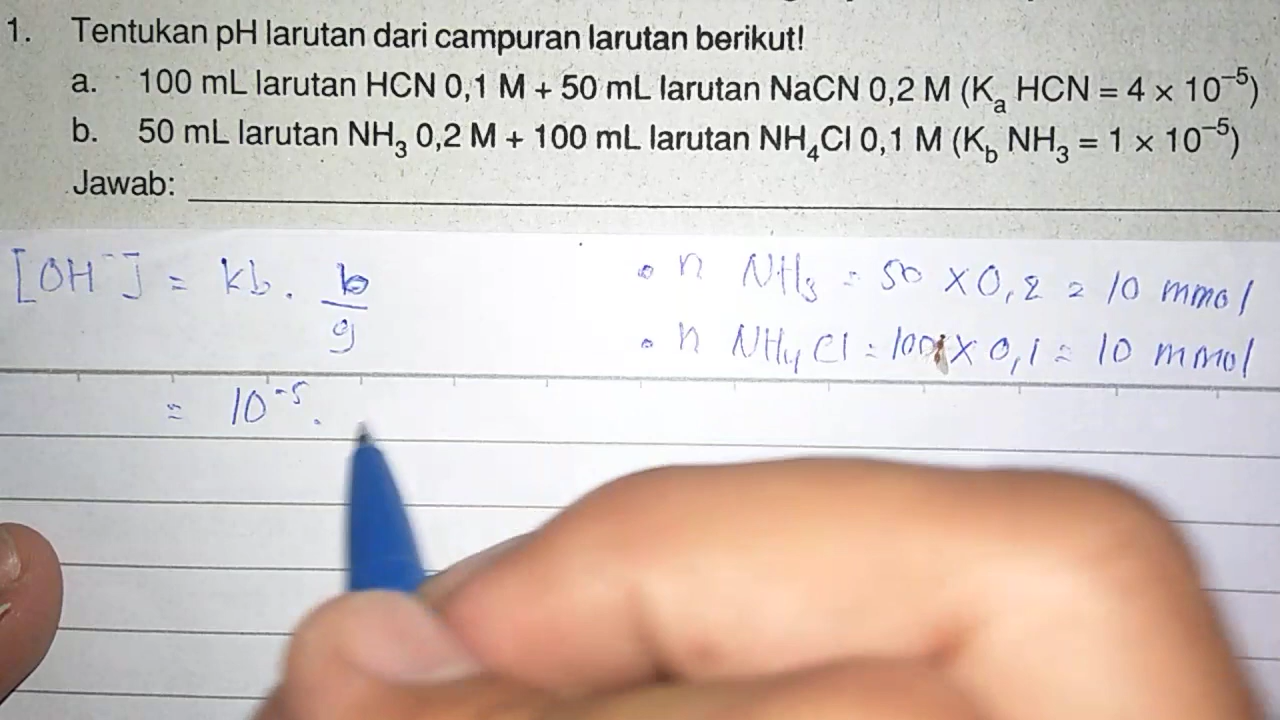 1. Tentukan pH larutan dari campuran larutan berikut!
a. 100 mL larutan HCN 0,1 M + 50 mL larutan NaCN 0,2 M (Kₐ HCN = 4 × 10⁻⁵)
b. 50 mL larutan NH₃ 0,2 M + 100 mL larutan NH₄Cl 0,1 M (K_b NH₃ = 1 × 10⁻⁵)
Jawab:
[OH⁻] = kb . b/g
= 10⁻⁵ .
• n NH₃ = 50 × 0,2 = 10 mmol
• n NH₄Cl = 100 × 0,1 = 10 mmol